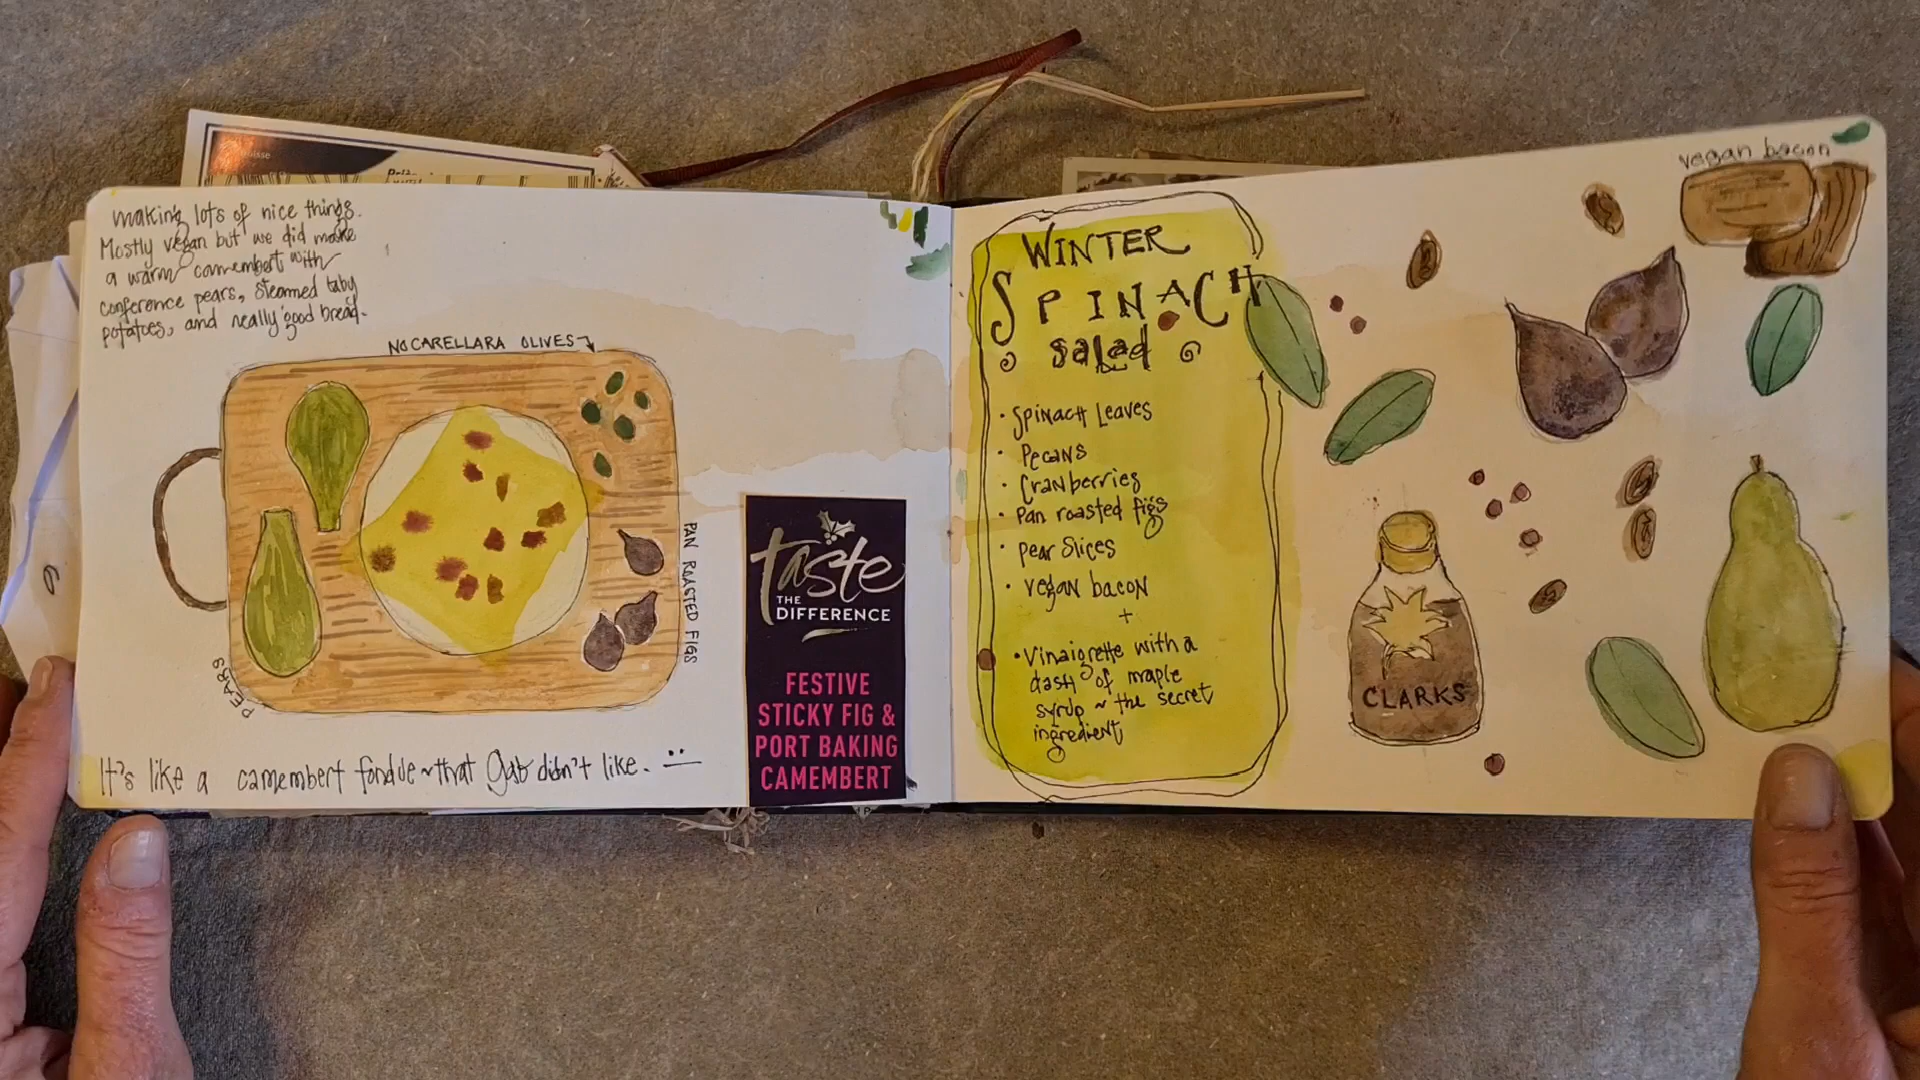 making lots of nice things.
Mostly vegan but we did make
a warm camembert with
conference pears, steamed baby
potatoes, and really good bread.
NOCARELLARA OLIVES
PAN ROASTED FIGS
PEARS
It's like a camembert fondue ~ that Gab didn't like.
taste
THE
DIFFERENCE
FESTIVE
STICKY FIG &
PORT BAKING
CAMEMBERT
WINTER
SPINACH
salad
• Spinach Leaves
• Pecans
• Cranberries
• Pan roasted figs
• Pear Slices
• vegan bacon
+
• Vinaigrette with a
dash of maple
syrup ~ the secret
ingredient
vegan bacon
CLARKS